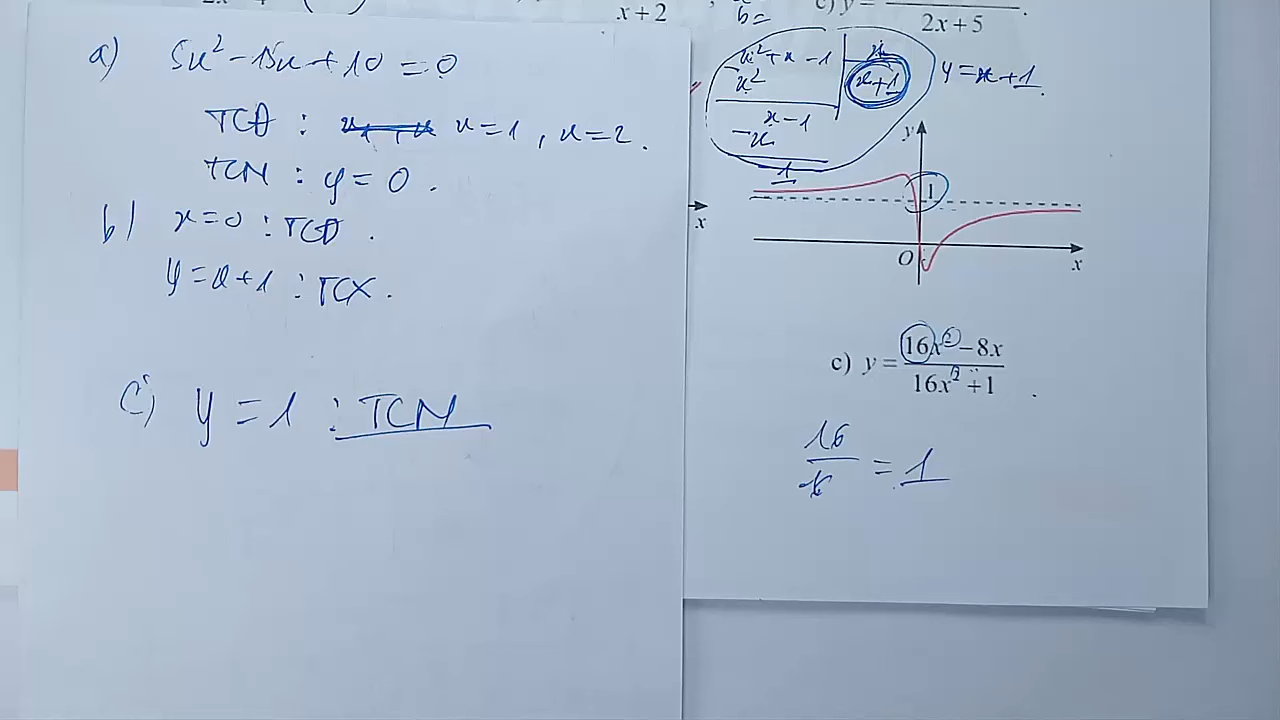 x+2
b=
c) y =
2x+5
a) 5x² - 15x + 10 = 0
TCĐ : x=1 , x=2 .
TCN : y = 0 .
b) x=0 : TCĐ .
y = x+1 : TCX .
c) y = 1 : TCN
x² + x - 1
x
x²
x+1
y = x+1 .
x - 1
x
1
y
1
x
O
x
c) y = 16x² - 8x
16x² + 1
16
= 1